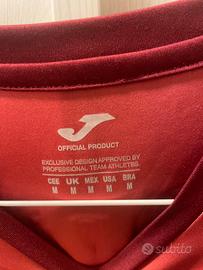 OFFICIAL PRODUCT
EXCLUSIVE DESIGN APPROVED BY
PROFESSIONAL TEAM ATHLETES.
CEE UK MEX USA BRA
M M M M M
subito